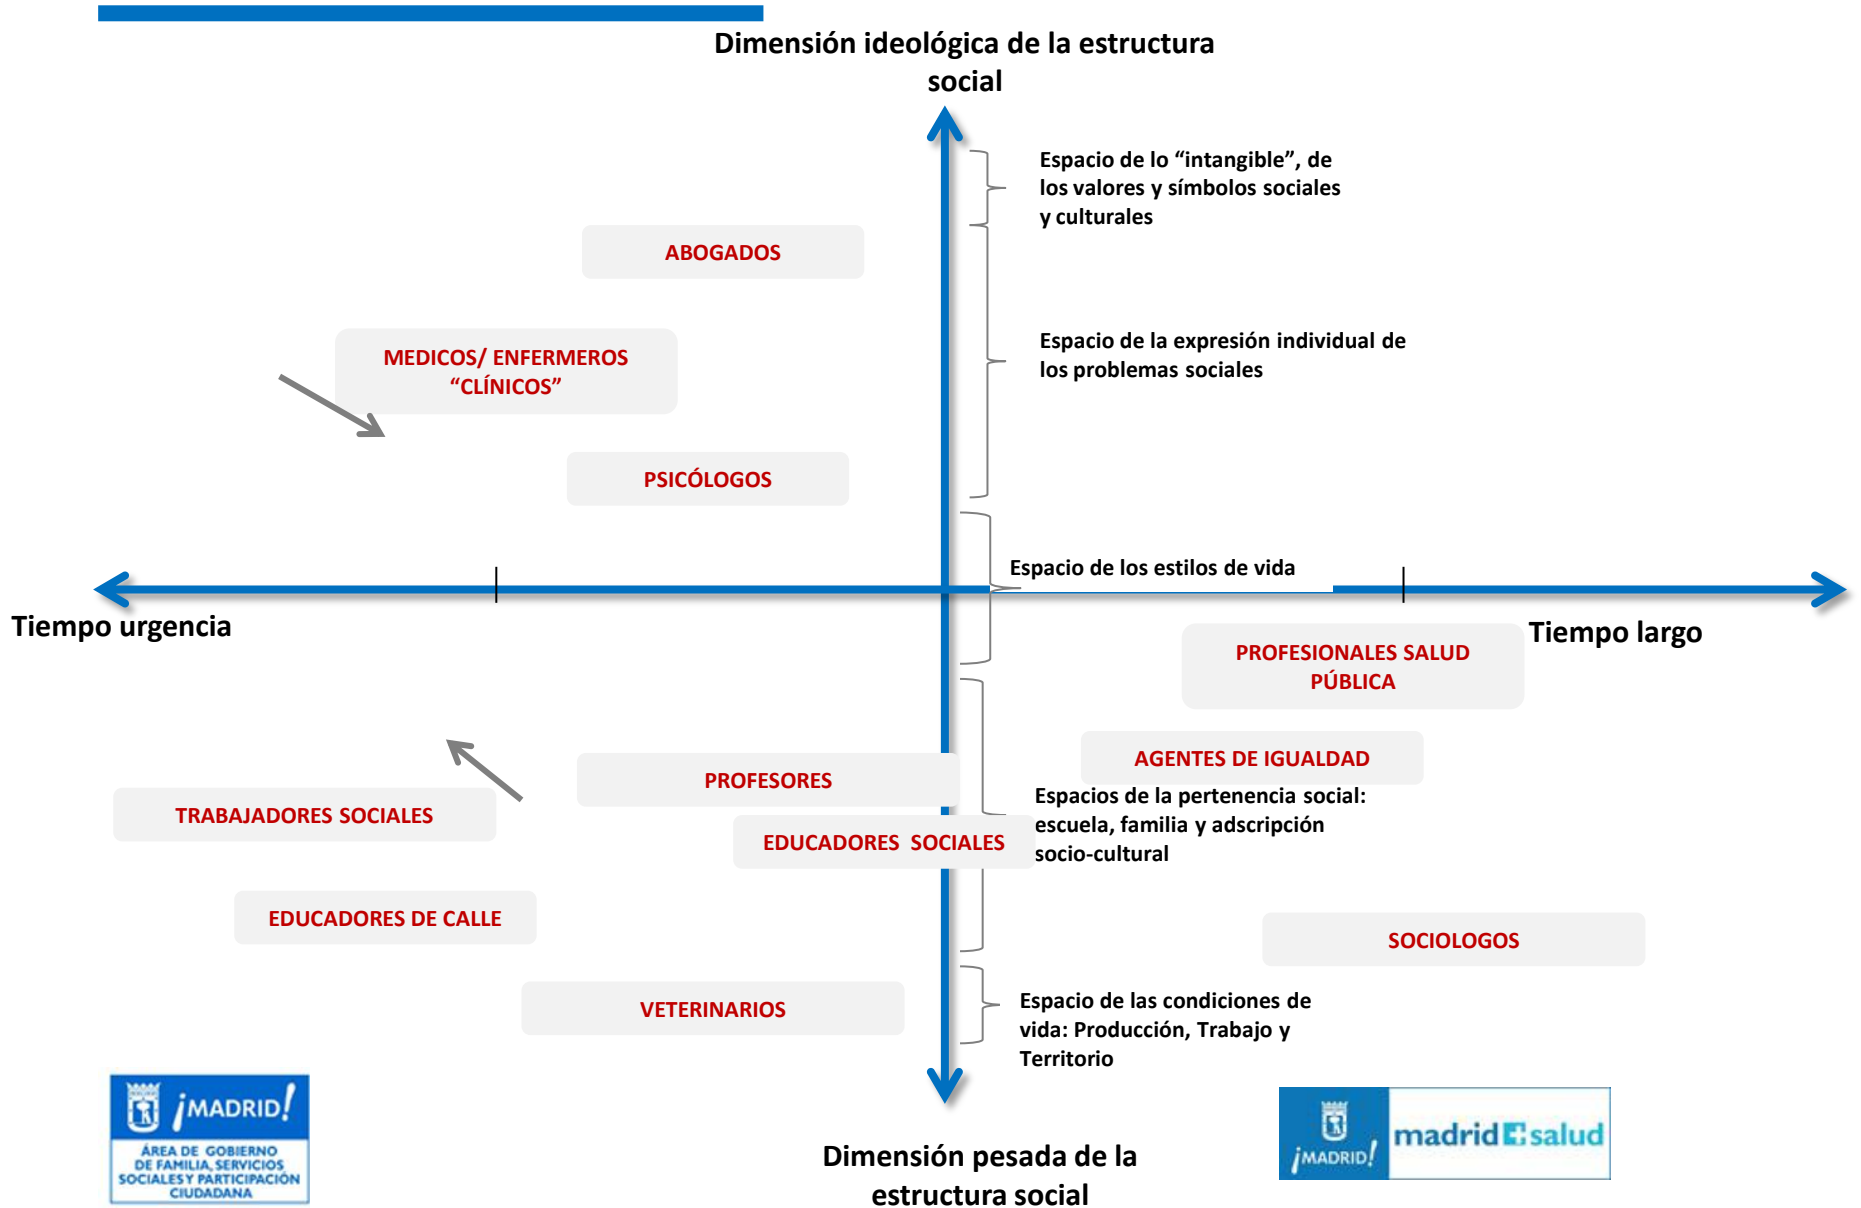 Dimensión ideológica de la estructura
social
Espacio de lo “intangible”, de
los valores y símbolos sociales
y culturales
ABOGADOS
Espacio de la expresión individual de
los problemas sociales
MEDICOS/ ENFERMEROS
“CLÍNICOS”
PSICÓLOGOS
Espacio de los estilos de vida
Tiempo urgencia
Tiempo largo
PROFESIONALES SALUD
PÚBLICA
AGENTES DE IGUALDAD
PROFESORES
TRABAJADORES SOCIALES
Espacios de la pertenencia social:
escuela, familia y adscripción
socio-cultural
EDUCADORES  SOCIALES
EDUCADORES DE CALLE
SOCIOLOGOS
VETERINARIOS
Espacio de las condiciones de
vida: Producción, Trabajo y
Territorio
¡MADRID!
ÁREA DE GOBIERNO
DE FAMILIA, SERVICIOS
SOCIALES Y PARTICIPACIÓN
CIUDADANA
Dimensión pesada de la
estructura social
¡MADRID!
madrid salud